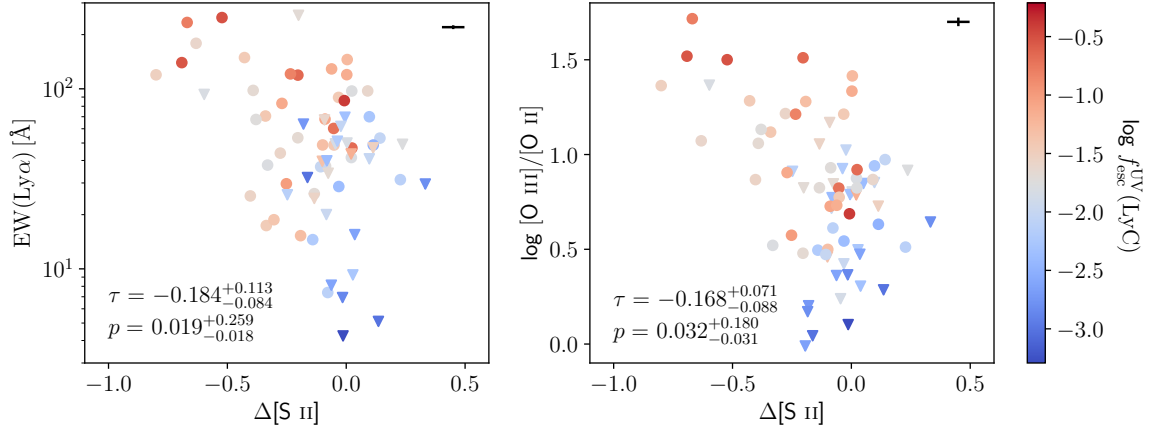 EW(Lyα) [Å]
10²
10¹
τ = −0.184 +0.113 −0.084
p = 0.019 +0.259 −0.018
−1.0 −0.5 0.0 0.5
Δ[S II]
log [O III]/[O II]
1.5
1.0
0.5
0.0
τ = −0.168 +0.071 −0.088
p = 0.032 +0.180 −0.031
−1.0 −0.5 0.0 0.5
Δ[S II]
−0.5
−1.0
−1.5
−2.0
−2.5
−3.0
log f esc UV (LyC)